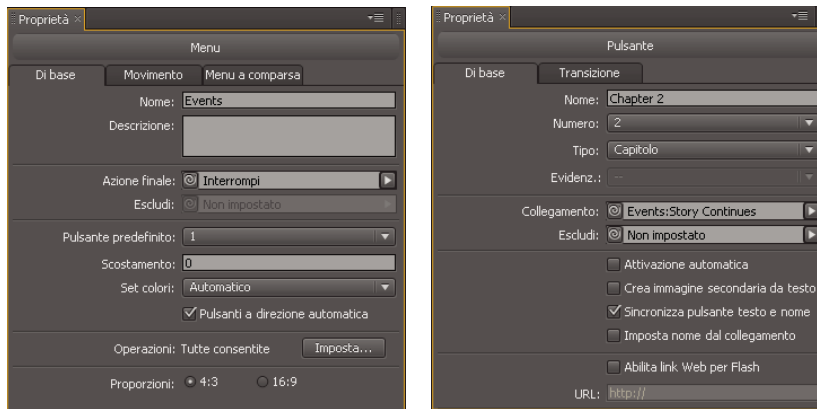 Proprietà
Menu
Di base Movimento Menu a comparsa
Nome: Events
Descrizione:
Azione finale: Interrompi
Escludi: Non impostato
Pulsante predefinito: 1
Scostamento: 0
Set colori: Automatico
Pulsanti a direzione automatica
Operazioni: Tutte consentite Imposta...
Proporzioni: 4:3 16:9
Proprietà
Pulsante
Di base Transizione
Nome: Chapter 2
Numero: 2
Tipo: Capitolo
Evidenz.: --
Collegamento: Events:Story Continues
Escludi: Non impostato
Attivazione automatica
Crea immagine secondaria da testo
Sincronizza pulsante testo e nome
Imposta nome dal collegamento
Abilita link Web per Flash
URL: http://